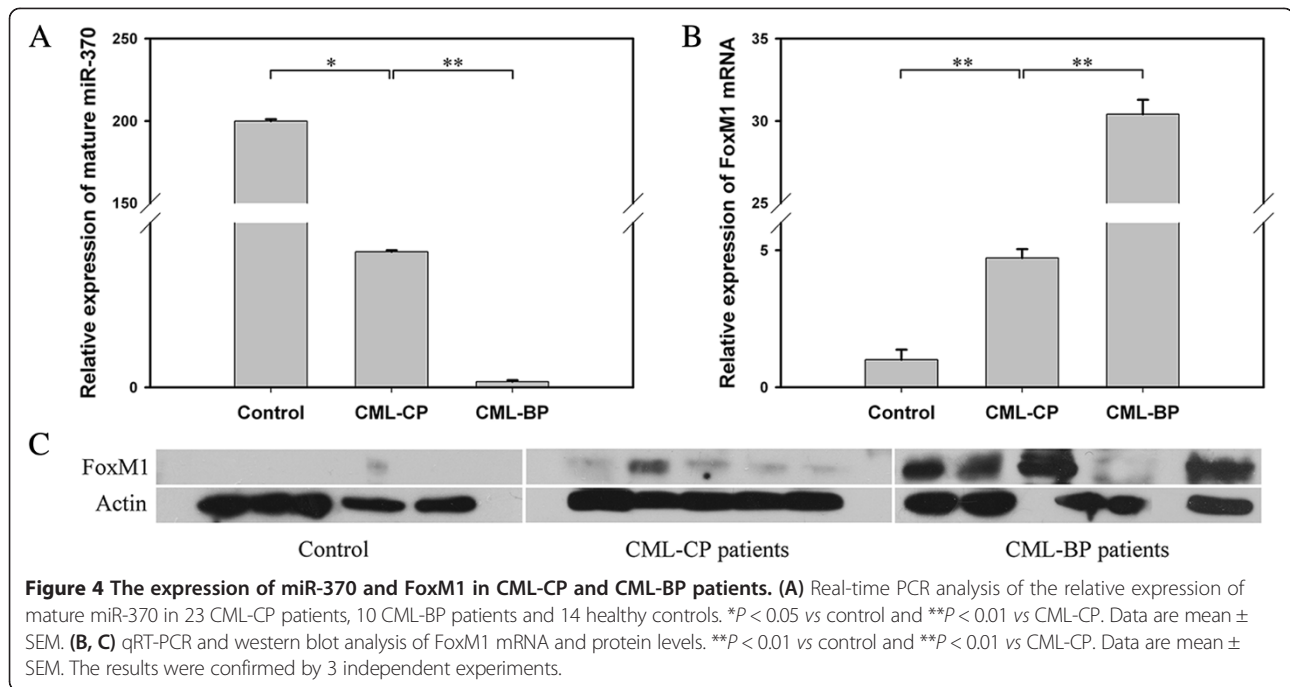 A
B
250
200
150
0
Relative expression of mature miR-370
*
**
Control
CML-CP
CML-BP
35
30
25
5
0
Relative expression of FoxM1 mRNA
**
**
Control
CML-CP
CML-BP
C
FoxM1
Actin
Control
CML-CP patients
CML-BP patients
Figure 4 The expression of miR-370 and FoxM1 in CML-CP and CML-BP patients. (A) Real-time PCR analysis of the relative expression of
mature miR-370 in 23 CML-CP patients, 10 CML-BP patients and 14 healthy controls. *P < 0.05 vs control and **P < 0.01 vs CML-CP. Data are mean ±
SEM. (B, C) qRT-PCR and western blot analysis of FoxM1 mRNA and protein levels. **P < 0.01 vs control and **P < 0.01 vs CML-CP. Data are mean ±
SEM. The results were confirmed by 3 independent experiments.